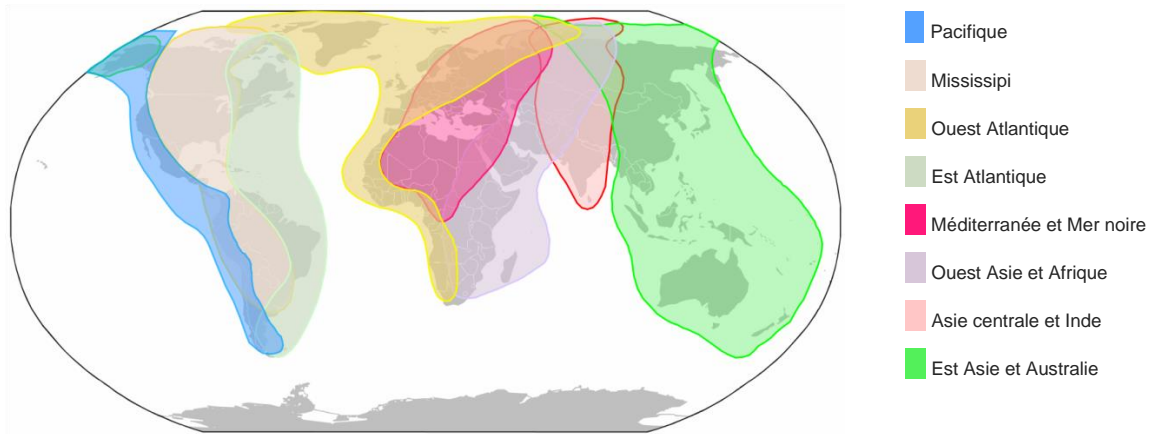 Pacifique
Mississipi
Ouest Atlantique
Est Atlantique
Méditerranée et Mer noire
Ouest Asie et Afrique
Asie centrale et Inde
Est Asie et Australie